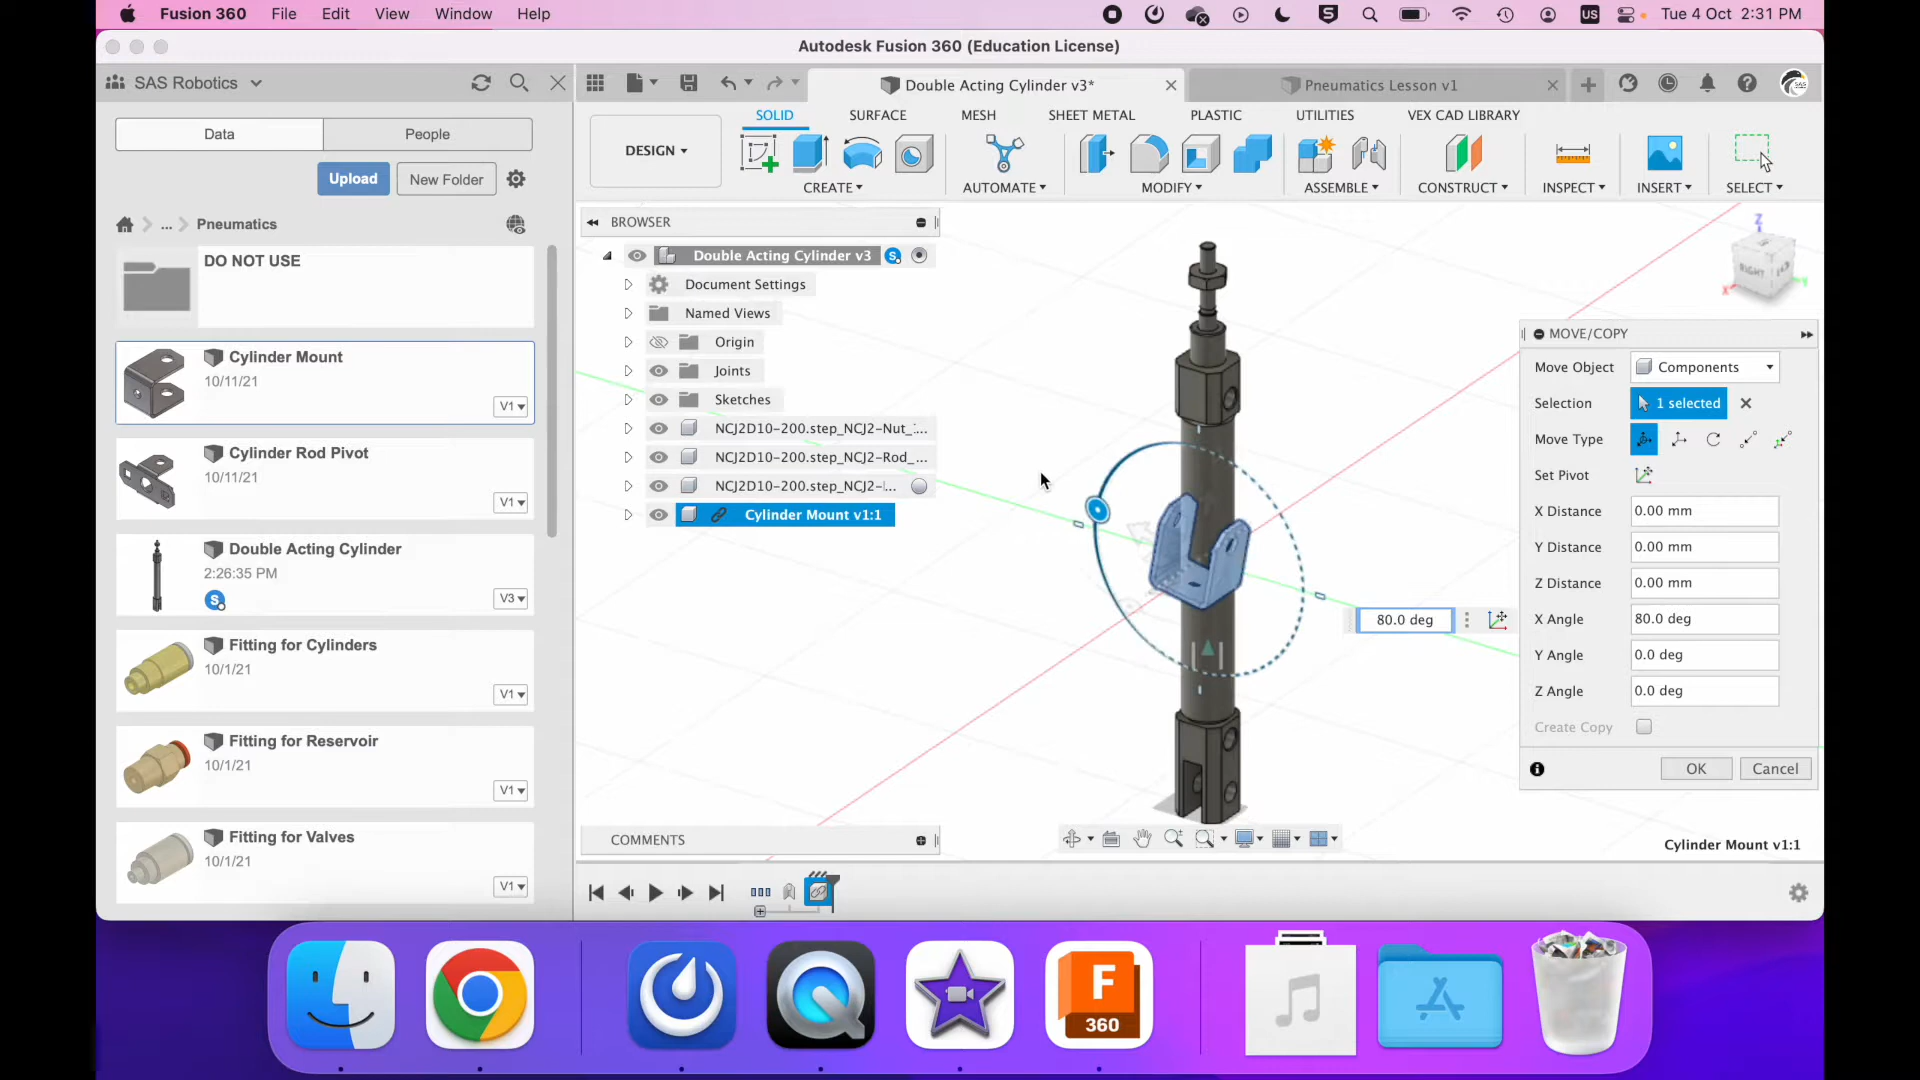 Fusion 360 File Edit View Window Help
US Tue 4 Oct 2:31 PM
Autodesk Fusion 360 (Education License)
SAS Robotics
Double Acting Cylinder v3*
Pneumatics Lesson v1
Data People
Upload New Folder
... Pneumatics
DO NOT USE
Cylinder Mount
10/11/21
V1
Cylinder Rod Pivot
10/11/21
V1
Double Acting Cylinder
2:26:35 PM
S
V3
Fitting for Cylinders
10/1/21
V1
Fitting for Reservoir
10/1/21
V1
Fitting for Valves
10/1/21
V1
SOLID SURFACE MESH SHEET METAL PLASTIC UTILITIES VEX CAD LIBRARY
DESIGN
CREATE AUTOMATE MODIFY ASSEMBLE CONSTRUCT INSPECT INSERT SELECT
BROWSER
Double Acting Cylinder v3 S
Document Settings
Named Views
Origin
Joints
Sketches
NCJ2D10-200.step_NCJ2-Nut_...
NCJ2D10-200.step_NCJ2-Rod_...
NCJ2D10-200.step_NCJ2-...
Cylinder Mount v1:1
Z
RIGHT
X
80.0 deg
MOVE/COPY
Move Object Components
Selection 1 selected
Move Type
Set Pivot
X Distance 0.00 mm
Y Distance 0.00 mm
Z Distance 0.00 mm
X Angle 80.0 deg
Y Angle 0.0 deg
Z Angle 0.0 deg
Create Copy
OK Cancel
COMMENTS
Cylinder Mount v1:1
F
360